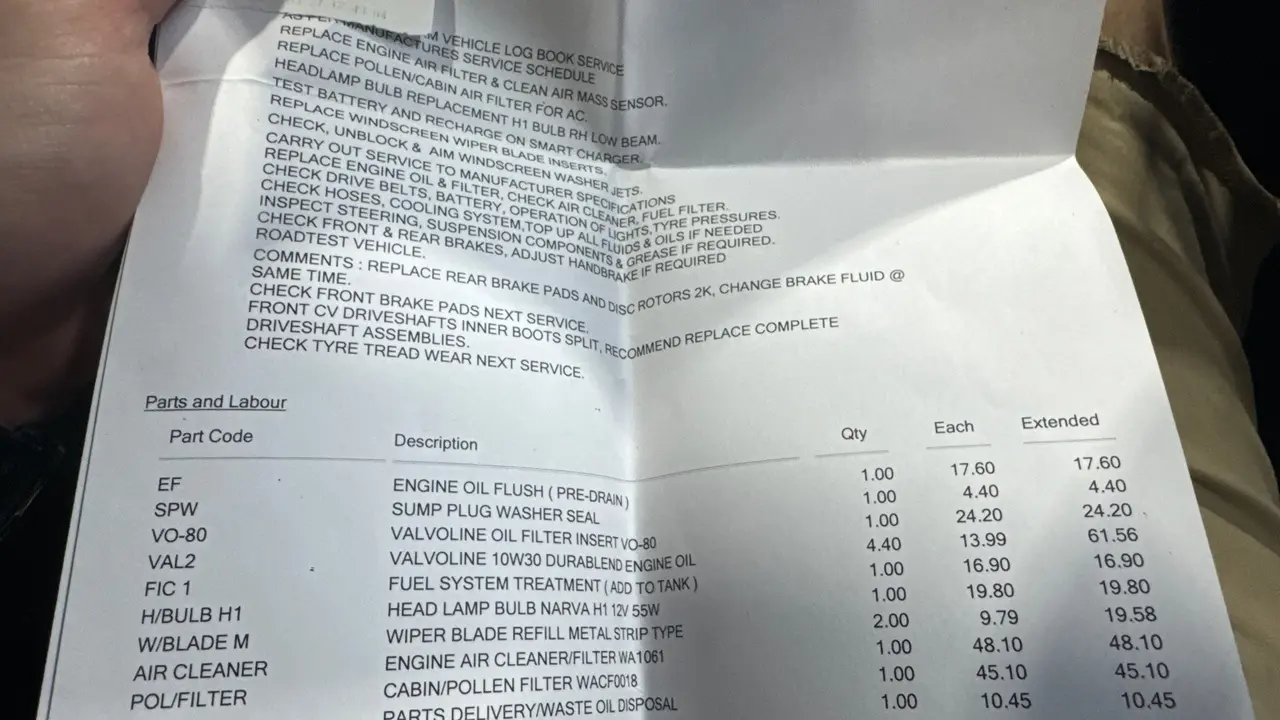 M VEHICLE LOG BOOK SERVICE
AS PER MANUFACTURES SERVICE SCHEDULE
REPLACE ENGINE AIR FILTER & CLEAN AIR MASS SENSOR.
REPLACE POLLEN/CABIN AIR FILTER FOR AC.
HEADLAMP BULB REPLACEMENT H1 BULB RH LOW BEAM.
TEST BATTERY AND RECHARGE ON SMART CHARGER.
REPLACE WINDSCREEN WIPER BLADE INSERTS,
CHECK, UNBLOCK & AIM WINDSCREEN WASHER JETS.
CARRY OUT SERVICE TO MANUFACTURER SPECIFICATIONS
REPLACE ENGINE OIL & FILTER, CHECK AIR CLEANER, FUEL FILTER.
CHECK DRIVE BELTS, BATTERY, OPERATION OF LIGHTS,TYRE PRESSURES.
CHECK HOSES, COOLING SYSTEM,TOP UP ALL FLUIDS & OILS IF NEEDED
INSPECT STEERING, SUSPENSION COMPONENTS & GREASE IF REQUIRED.
CHECK FRONT & REAR BRAKES, ADJUST HANDBRAKE IF REQUIRED
ROADTEST VEHICLE.
COMMENTS : REPLACE REAR BRAKE PADS AND DISC ROTORS 2K, CHANGE BRAKE FLUID @
SAME TIME.
CHECK FRONT BRAKE PADS NEXT SERVICE.
FRONT CV DRIVESHAFTS INNER BOOTS SPLIT, RECOMMEND REPLACE COMPLETE
DRIVESHAFT ASSEMBLIES.
CHECK TYRE TREAD WEAR NEXT SERVICE.
Parts and Labour
Part Code Description Qty Each Extended
EF ENGINE OIL FLUSH ( PRE-DRAIN ) 1.00 17.60 17.60
SPW SUMP PLUG WASHER SEAL 1.00 4.40 4.40
VO-80 VALVOLINE OIL FILTER INSERT VO-80 1.00 24.20 24.20
VAL2 VALVOLINE 10W30 DURABLEND ENGINE OIL 4.40 13.99 61.56
FIC 1 FUEL SYSTEM TREATMENT ( ADD TO TANK ) 1.00 16.90 16.90
H/BULB H1 HEAD LAMP BULB NARVA H1 12V 55W 1.00 19.80 19.80
W/BLADE M WIPER BLADE REFILL METAL STRIP TYPE 2.00 9.79 19.58
AIR CLEANER ENGINE AIR CLEANER/FILTER WA1061 1.00 48.10 48.10
POL/FILTER CABIN/POLLEN FILTER WACF0018 1.00 45.10 45.10
PARTS DELIVERY/WASTE OIL DISPOSAL 1.00 10.45 10.45